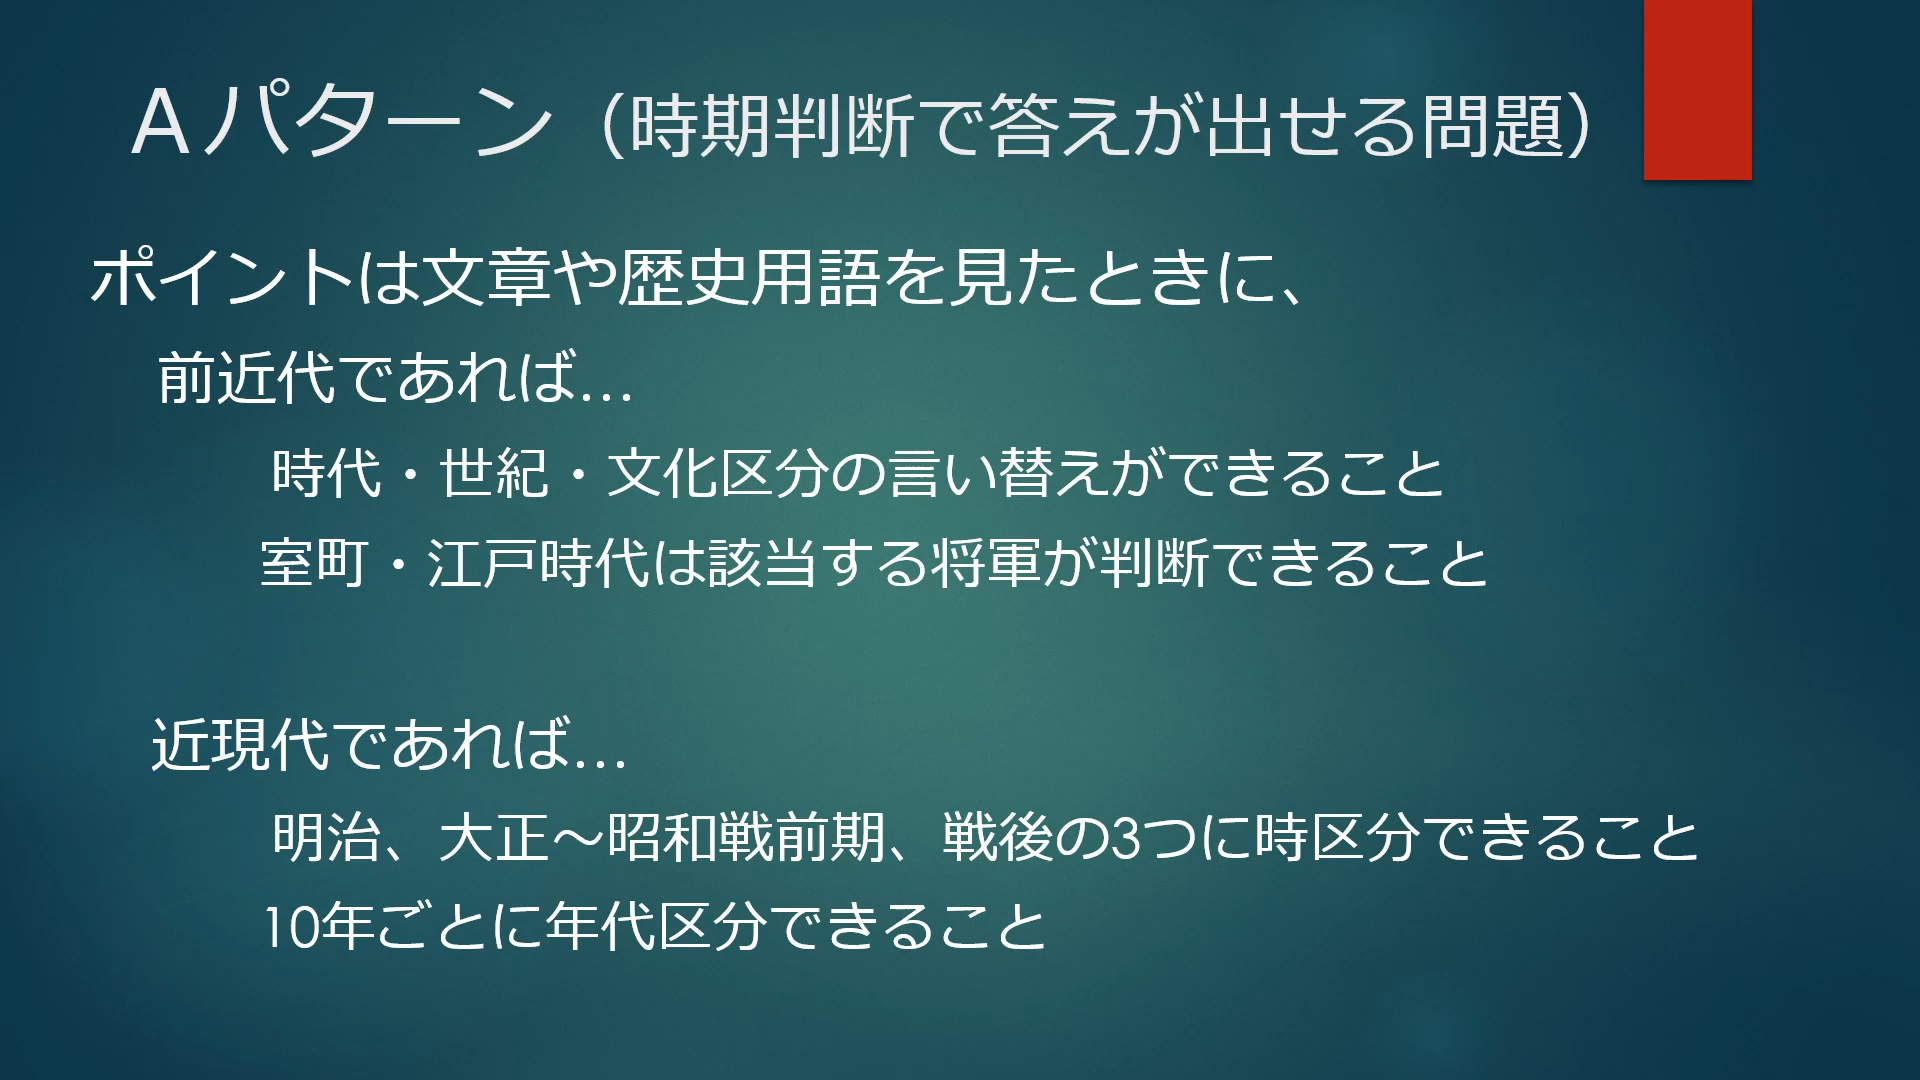 Aパターン（時期判断で答えが出せる問題）
ポイントは文章や歴史用語を見たときに、
前近代であれば…
時代・世紀・文化区分の言い替えができること
室町・江戸時代は該当する将軍が判断できること
近現代であれば…
明治、大正～昭和戦前期、戦後の3つに時区分できること
10年ごとに年代区分できること